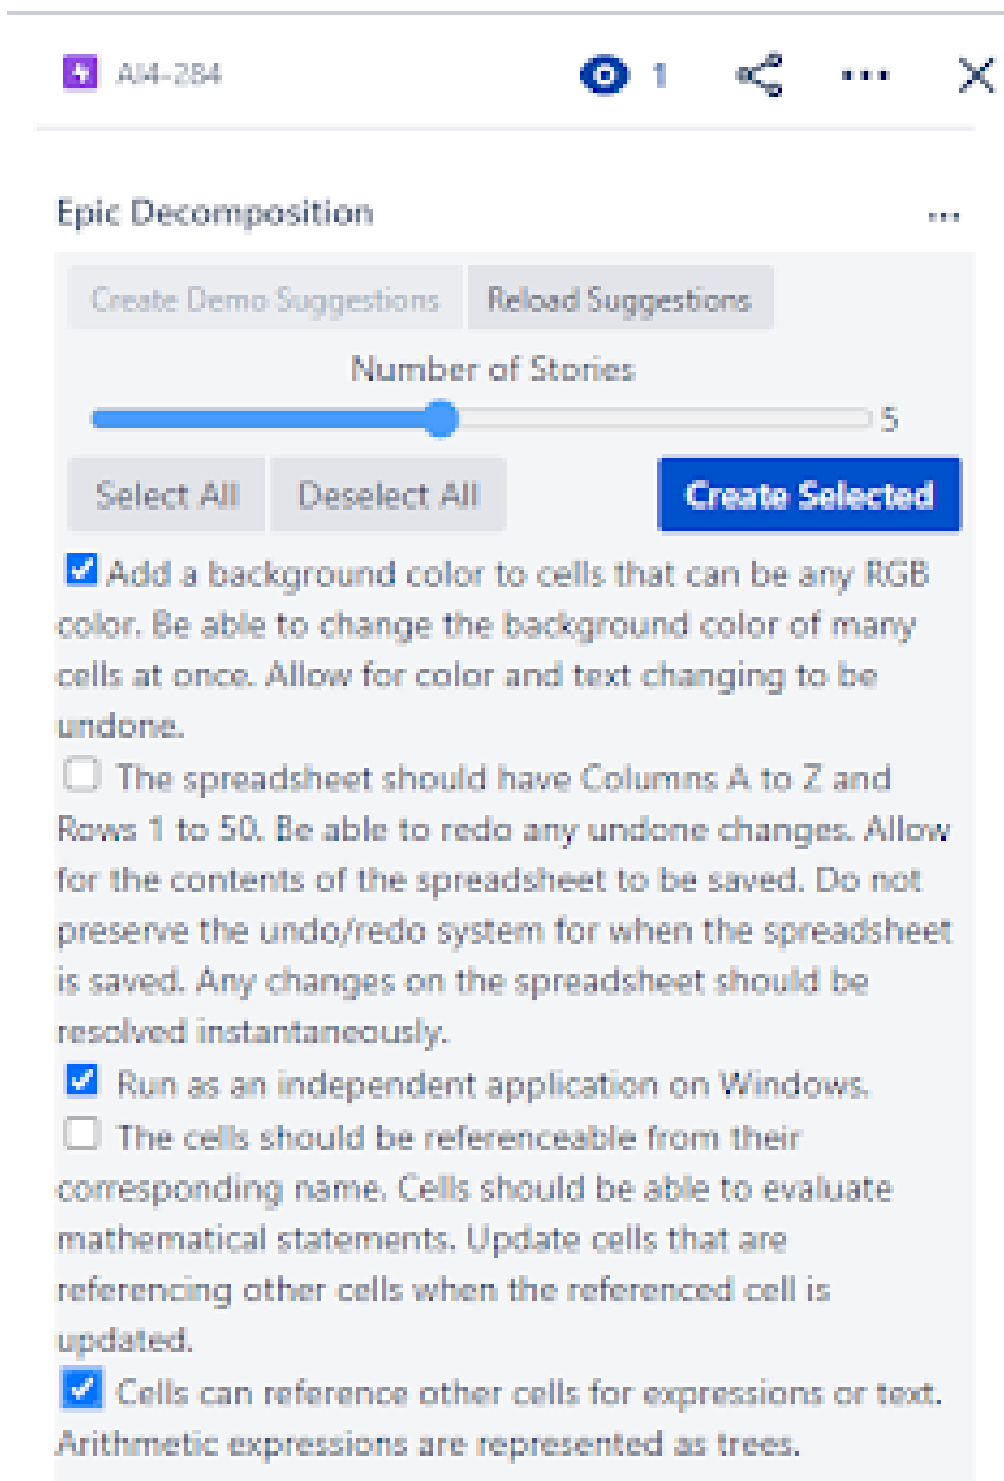 AI4-284
1
Epic Decomposition
Create Demo Suggestions
Reload Suggestions
Number of Stories
5
Select All
Deselect All
Create Selected
Add a background color to cells that can be any RGB
color. Be able to change the background color of many
cells at once. Allow for color and text changing to be
undone.
The spreadsheet should have Columns A to Z and
Rows 1 to 50. Be able to redo any undone changes. Allow
for the contents of the spreadsheet to be saved. Do not
preserve the undo/redo system for when the spreadsheet
is saved. Any changes on the spreadsheet should be
resolved instantaneously.
Run as an independent application on Windows.
The cells should be referenceable from their
corresponding name. Cells should be able to evaluate
mathematical statements. Update cells that are
referencing other cells when the referenced cell is
updated.
Cells can reference other cells for expressions or text.
Arithmetic expressions are represented as trees.